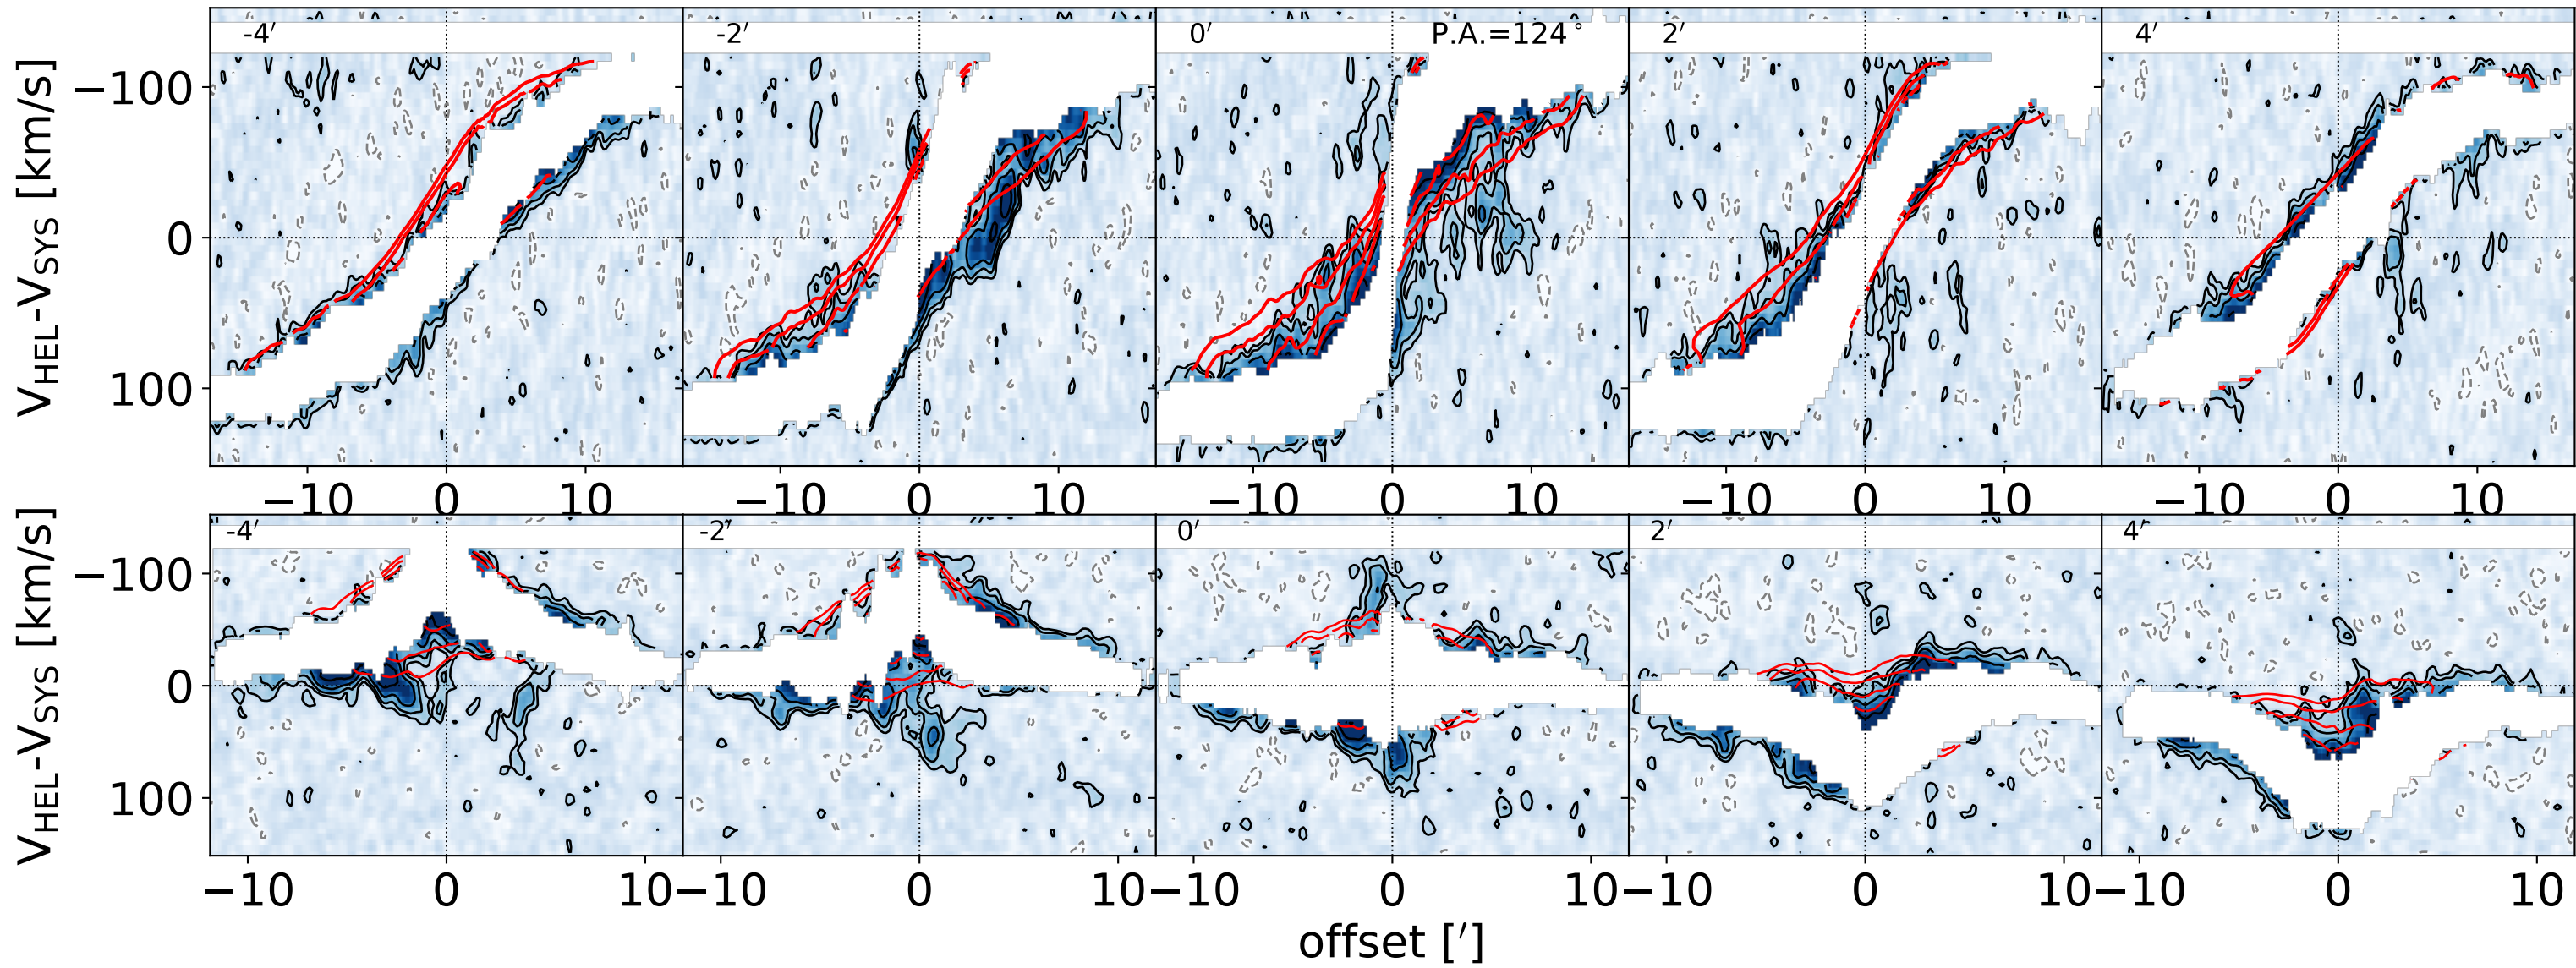 -4′ -2′ 0′ P.A.=124° 2′ 4′
V_HEL-V_SYS [km/s]
−100
0
100
−10 0 10 −10 0 10 −10 0 10 −10 0 10 −10 0 10
-4′ -2′ 0′ 2′ 4′
V_HEL-V_SYS [km/s]
−100
0
100
−10 0 10 −10 0 10 −10 0 10 −10 0 10 −10 0 10
offset [′]